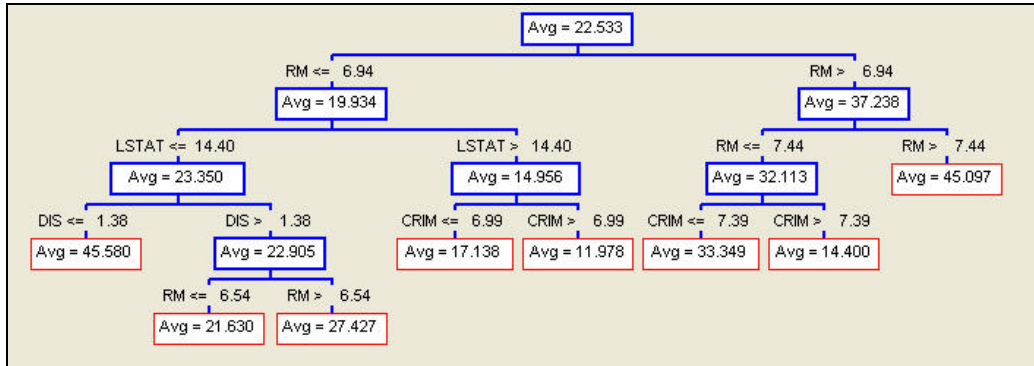 Avg = 22.533
RM <= 6.94 RM > 6.94
Avg = 19.934 Avg = 37.238
LSTAT <= 14.40 LSTAT > 14.40 RM <= 7.44 RM > 7.44
Avg = 23.350 Avg = 14.956 Avg = 32.113 Avg = 45.097
DIS <= 1.38 DIS > 1.38 CRIM <= 6.99 CRIM > 6.99 CRIM <= 7.39 CRIM > 7.39
Avg = 45.580 Avg = 22.905 Avg = 17.138 Avg = 11.978 Avg = 33.349 Avg = 14.400
RM <= 6.54 RM > 6.54
Avg = 21.630 Avg = 27.427